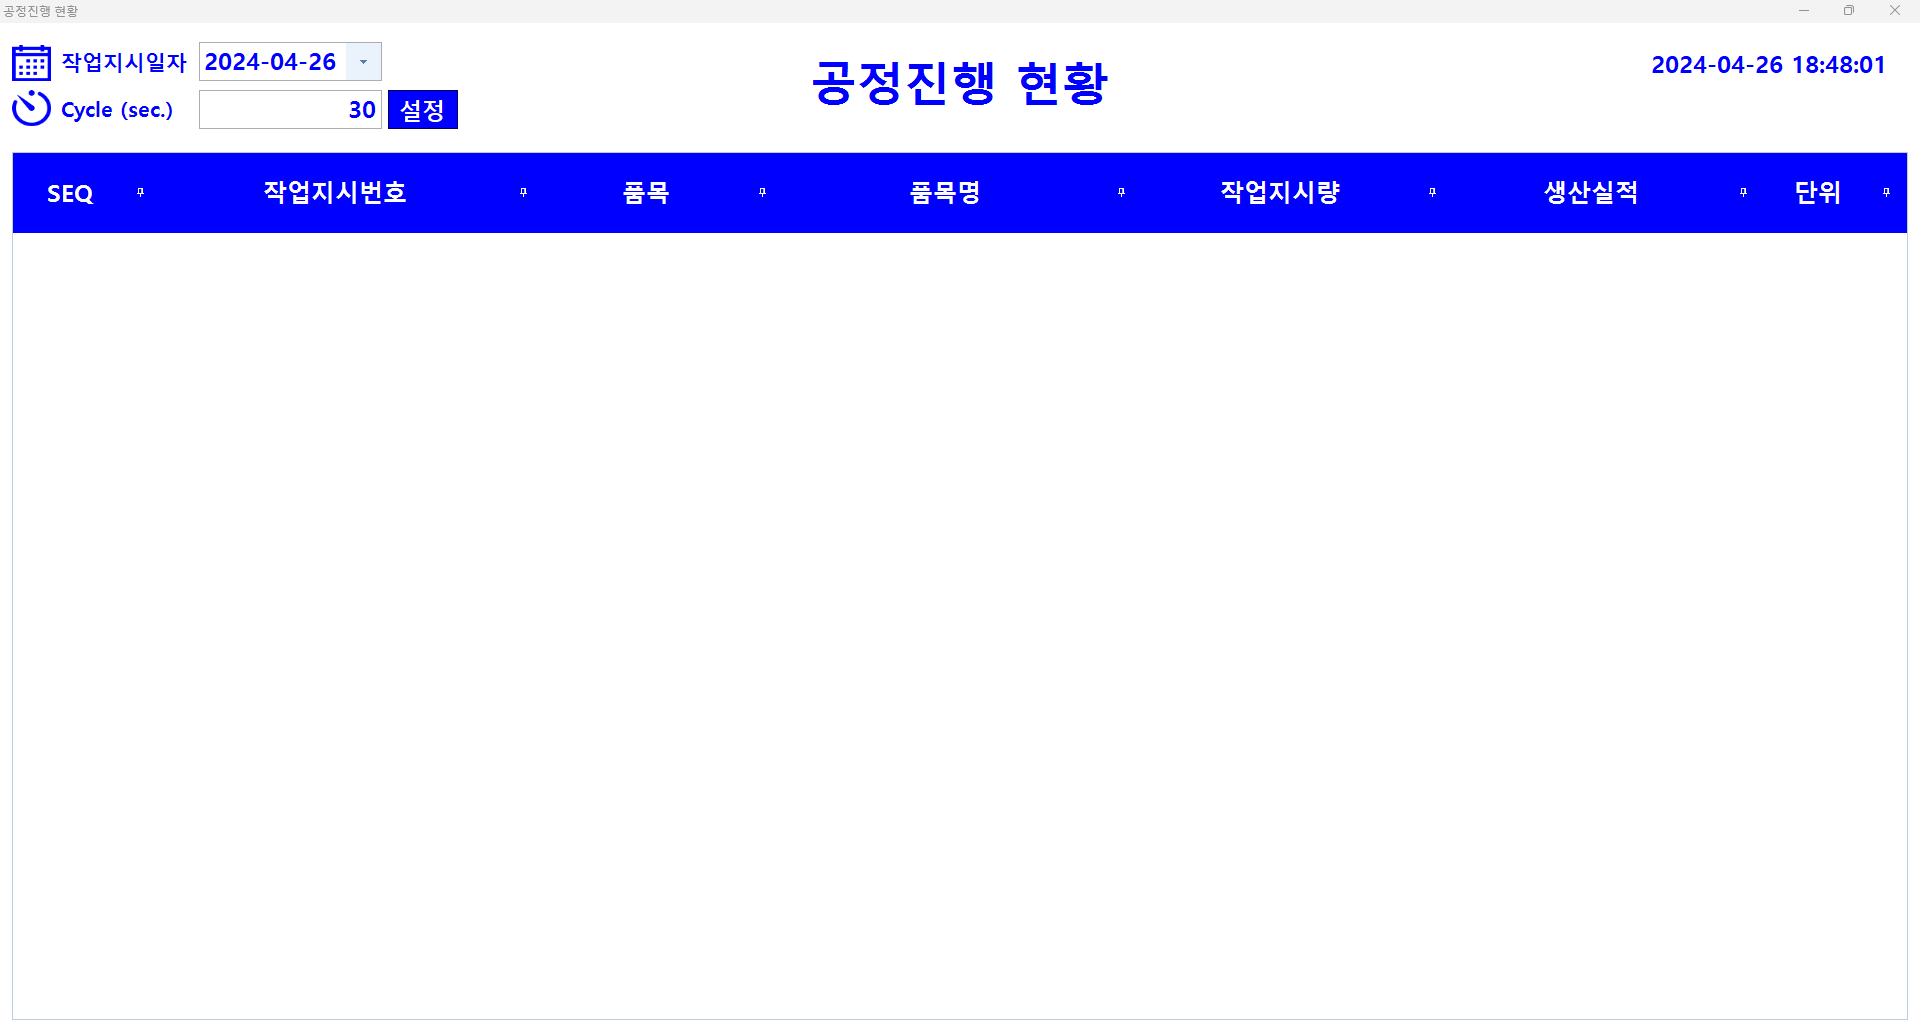 공정진행 현황
작업지시일자 2024-04-26
Cycle (sec.) 30 설정
공정진행 현황
2024-04-26 18:48:01
SEQ 작업지시번호 품목 품목명 작업지시량 생산실적 단위